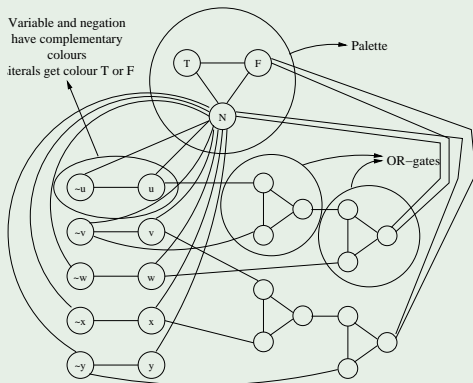 Variable and negation
have complementary
colours
iterals get colour T or F
T
F
Palette
N
OR-gates
~u
u
~v
v
~w
w
~x
x
~y
y